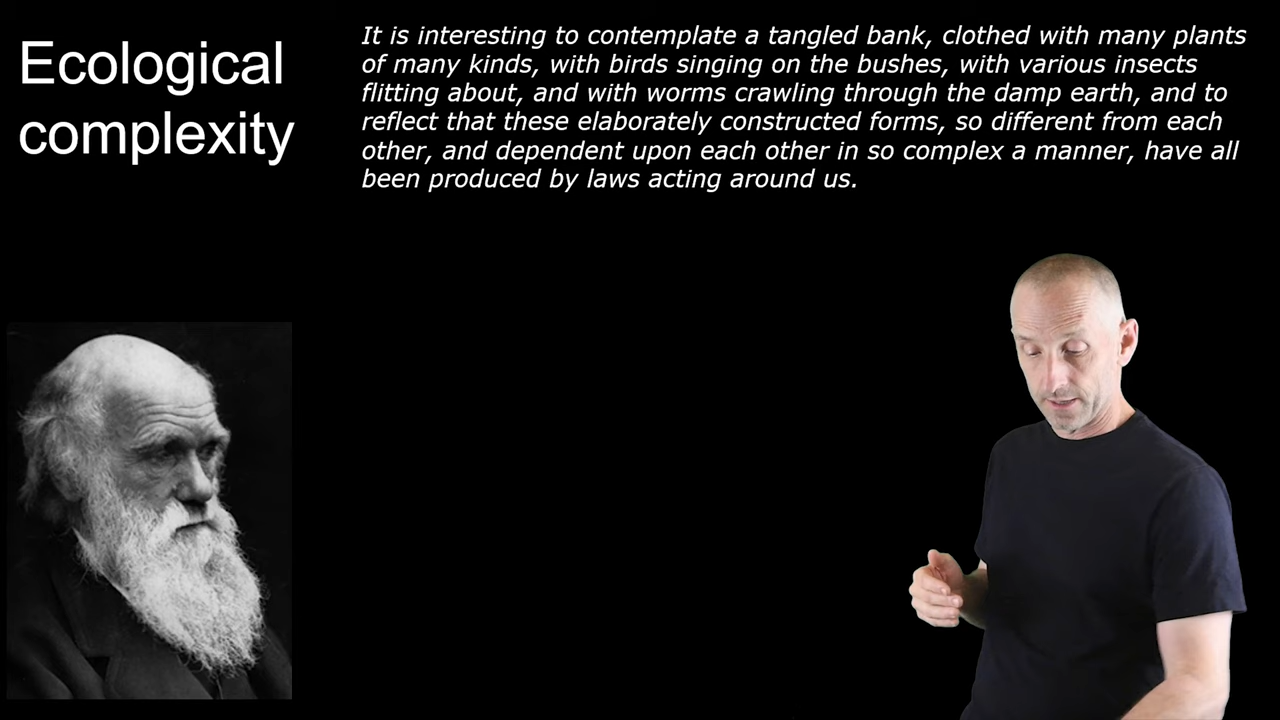 Ecological
complexity
It is interesting to contemplate a tangled bank, clothed with many plants
of many kinds, with birds singing on the bushes, with various insects
flitting about, and with worms crawling through the damp earth, and to
reflect that these elaborately constructed forms, so different from each
other, and dependent upon each other in so complex a manner, have all
been produced by laws acting around us.